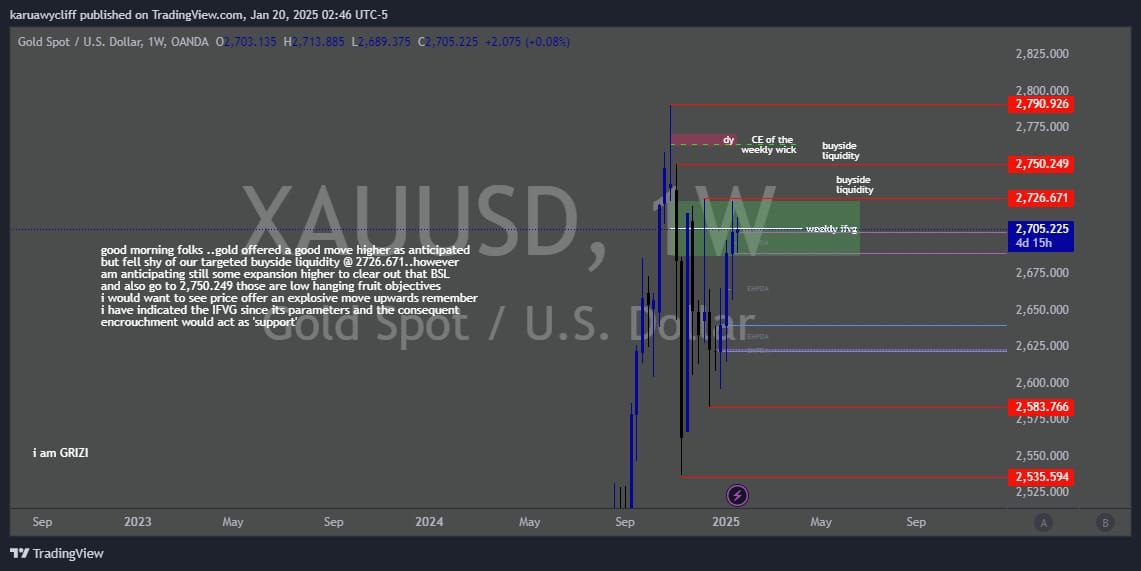 karuawycliff published on TradingView.com, Jan 20, 2025 02:46 UTC-5
Gold Spot / U.S. Dollar, 1W, OANDA O2,703.135 H2,713.885 L2,689.375 C2,705.225 +2.075 (+0.08%)
2,825.000
2,800.000
2,790.926
2,775.000
dy
CE of the
weekly wick
buyside
liquidity
2,750.249
buyside
liquidity
2,726.671
XAUUSD, 1W
Gold Spot / U.S. Dollar
weekly ifvg
2,705.225
4d 15h
good morning folks ..gold offered a good move higher as anticipated
but fell shy of our targeted buyside liquidity @ 2726.671..however
am anticipating still some expansion higher to clear out that BSL
and also go to 2,750.249 those are low hanging fruit objectives
i would want to see price offer an explosive move upwards remember
i have indicated the IFVG since its parameters and the consequent
encrouchment would act as 'support'
2,675.000
2,650.000
2,625.000
2,600.000
2,583.766
2,575.000
i am GRIZI
2,550.000
2,535.594
2,525.000
Sep 2023 May Sep 2024 May Sep 2025 May Sep
A B
TradingView